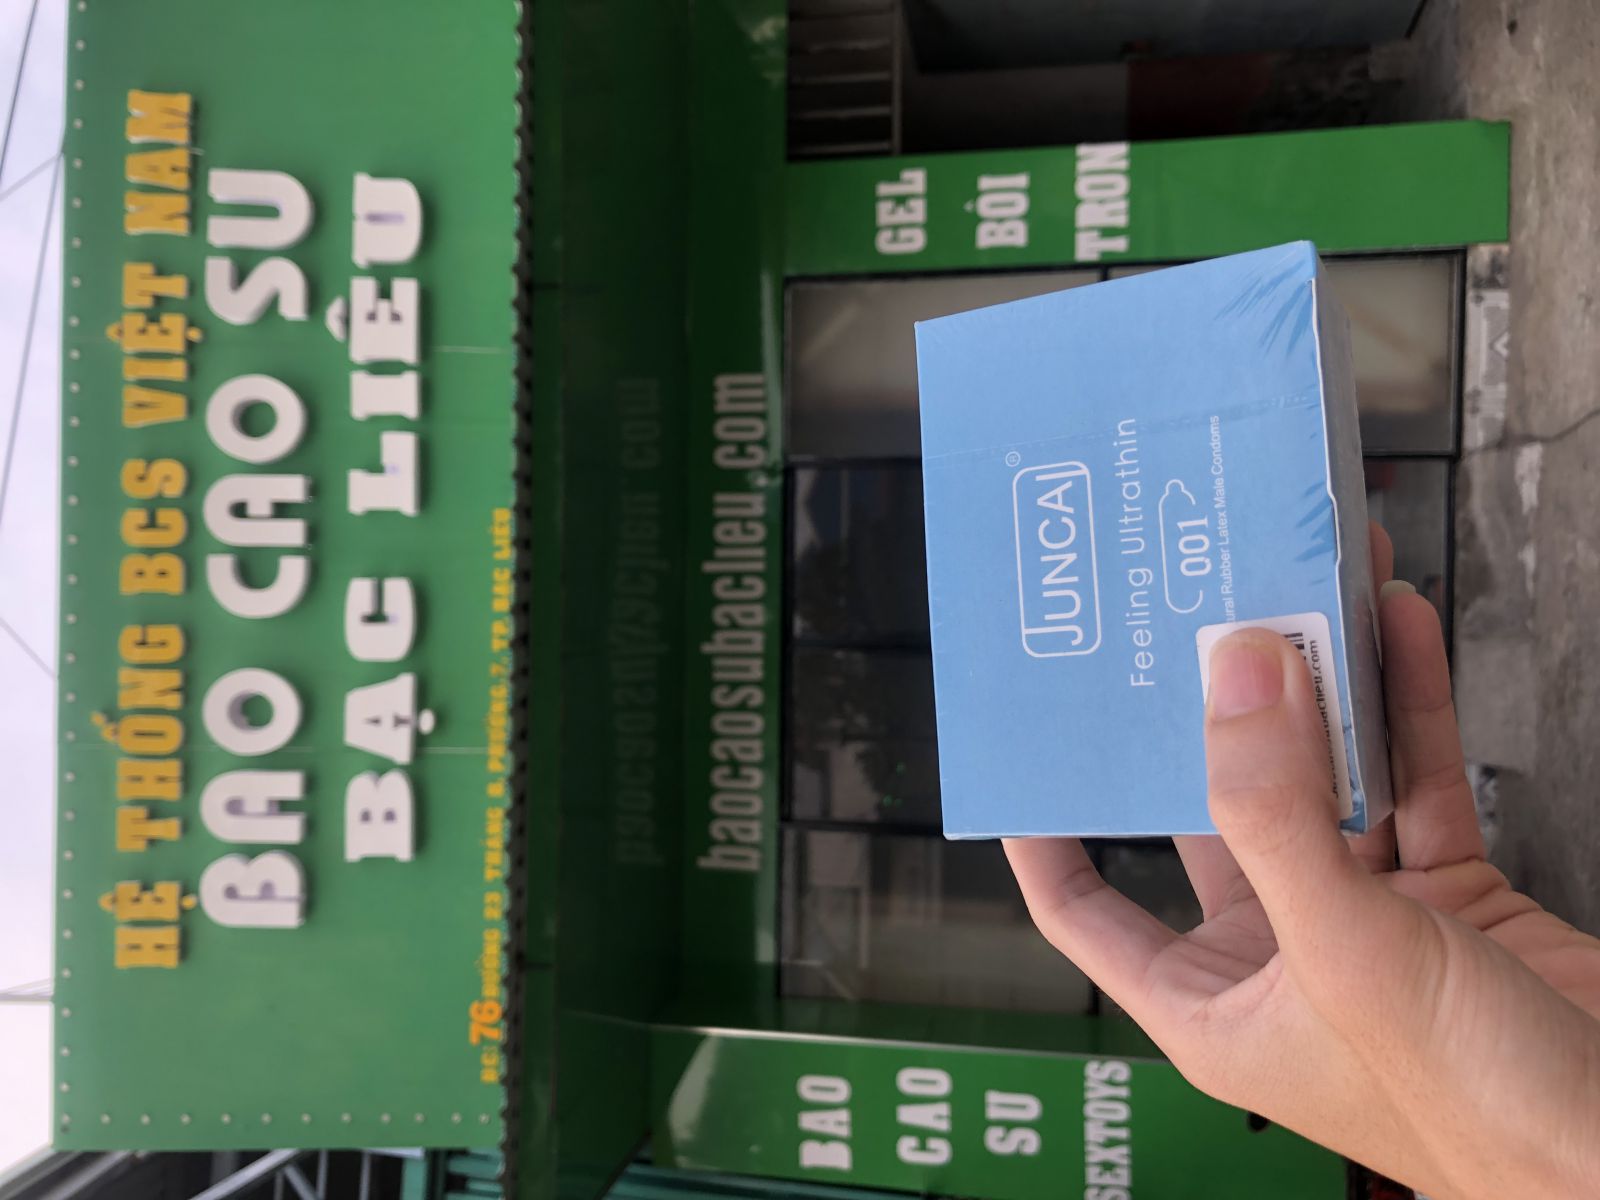 HỆ THỐNG BCS VIỆT NAM
BAO CAO SU
BẠC LIÊU
Đ/C: 76 ĐƯỜNG 23 THÁNG 8, PHƯỜNG 7, TP. BẠC LIÊU
baocaosubaclieu.com
BAO
CAO
SU
SEXTOYS
GEL
BÔI
TRƠN
JUNCAI ®
Feeling Ultrathin
001
Rubber Latex Male Condoms